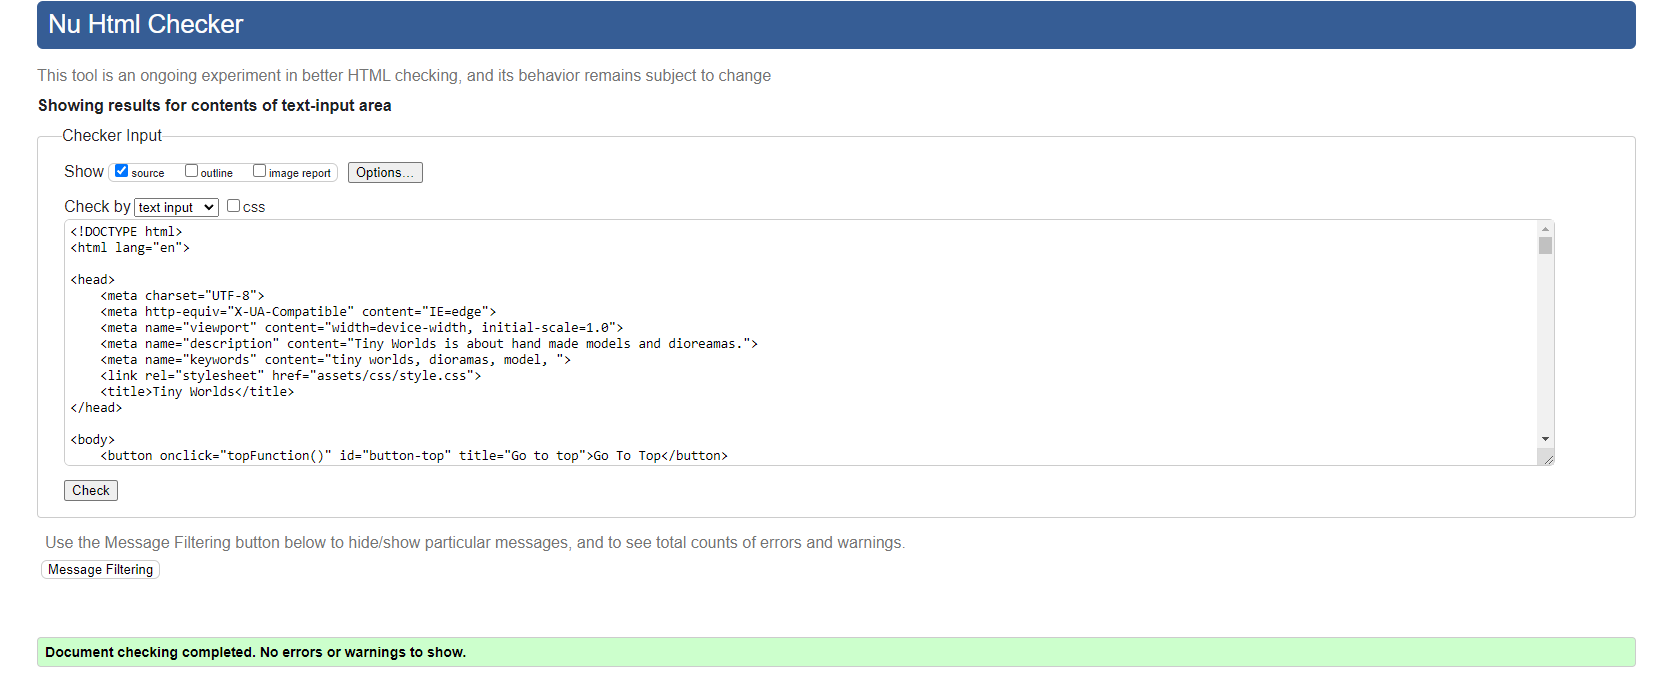 Nu Html Checker
This tool is an ongoing experiment in better HTML checking, and its behavior remains subject to change
Showing results for contents of text-input area
Checker Input
Show source outline image report Options...
Check by text input css
<!DOCTYPE html>
<html lang="en">
<head>
<meta charset="UTF-8">
<meta http-equiv="X-UA-Compatible" content="IE=edge">
<meta name="viewport" content="width=device-width, initial-scale=1.0">
<meta name="description" content="Tiny Worlds is about hand made models and dioreamas.">
<meta name="keywords" content="tiny worlds, dioramas, model, ">
<link rel="stylesheet" href="assets/css/style.css">
<title>Tiny Worlds</title>
</head>
<body>
<button onclick="topFunction()" id="button-top" title="Go to top">Go To Top</button>
Check
Use the Message Filtering button below to hide/show particular messages, and to see total counts of errors and warnings.
Message Filtering
Document checking completed. No errors or warnings to show.